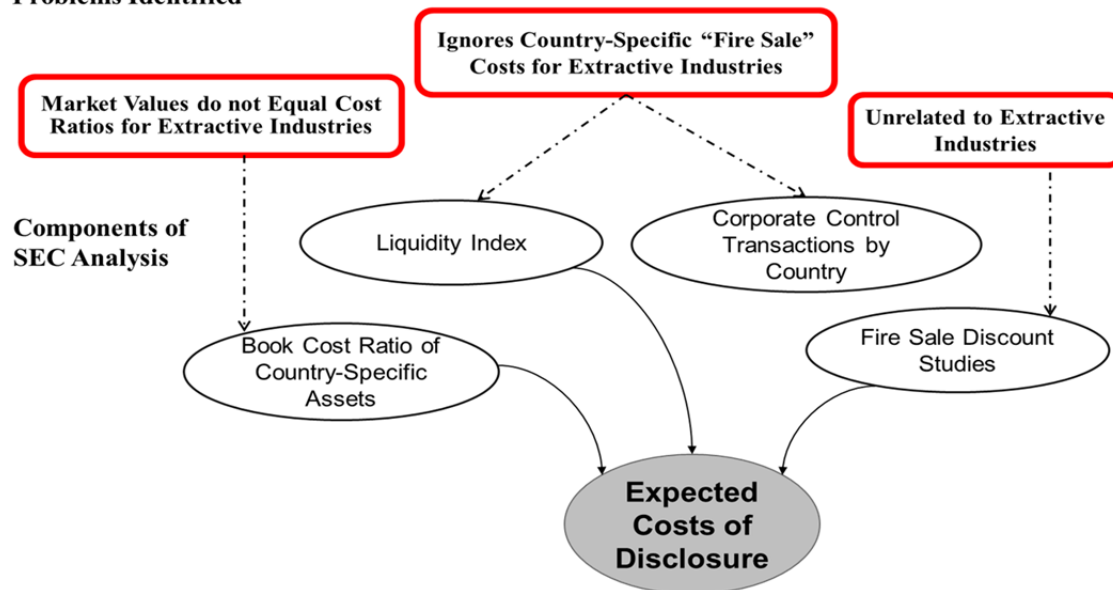 Problems Identified
Ignores Country-Specific “Fire Sale”
Costs for Extractive Industries
Market Values do not Equal Cost
Ratios for Extractive Industries
Unrelated to Extractive
Industries
Components of
SEC Analysis
Liquidity Index
Corporate Control
Transactions by
Country
Book Cost Ratio of
Country-Specific
Assets
Fire Sale Discount
Studies
Expected
Costs of
Disclosure